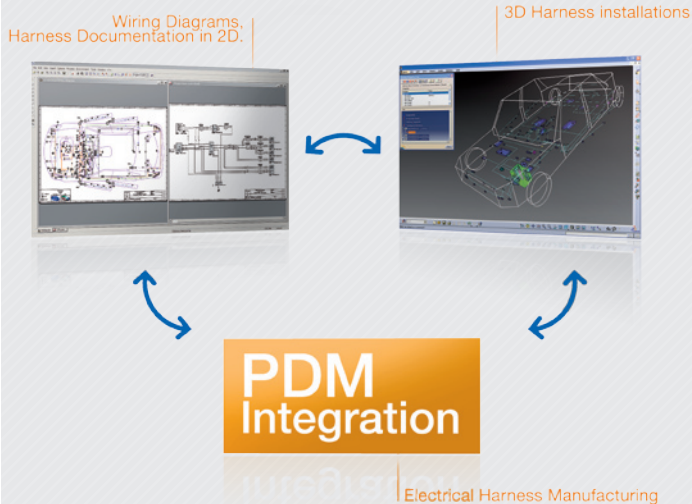 Wiring Diagrams,
Harness Documentation in 2D.
3D Harness installations
PDM
Integration
Electrical Harness Manufacturing